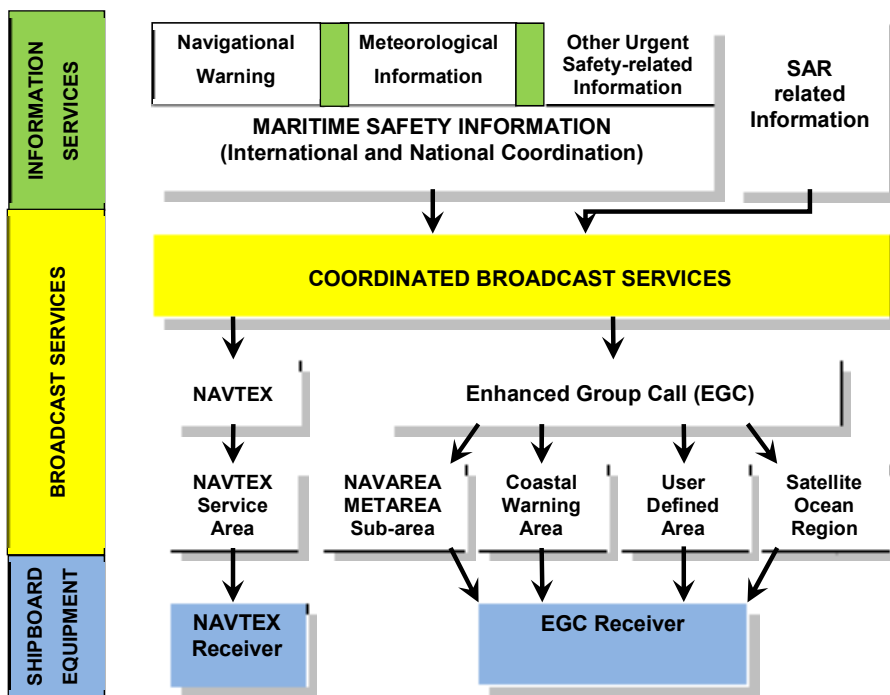 INFORMATION
SERVICES
Navigational
Warning
Meteorological
Information
Other Urgent
Safety-related
Information
MARITIME SAFETY INFORMATION
(International and National Coordination)
SAR
related
Information
BROADCAST SERVICES
COORDINATED BROADCAST SERVICES
NAVTEX
Enhanced Group Call (EGC)
NAVTEX
Service
Area
NAVAREA
METAREA
Sub-area
Coastal
Warning
Area
User
Defined
Area
Satellite
Ocean
Region
SHIPBOARD
EQUIPMENT
NAVTEX
Receiver
EGC Receiver